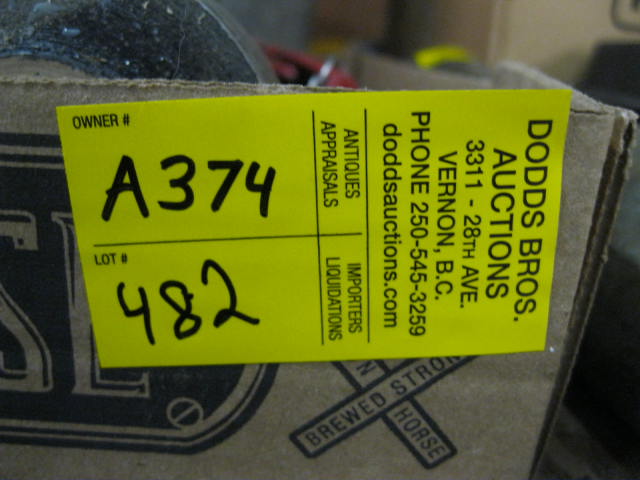 OWNER #
A374
LOT #
482
ANTIQUES
APPRAISALS
IMPORTERS
LIQUIDATIONS
DODDS BROS.
AUCTIONS
3311 - 28TH AVE.
VERNON, B.C.
PHONE 250-545-3259
doddsauctions.com
BREWED STRON
HORSE